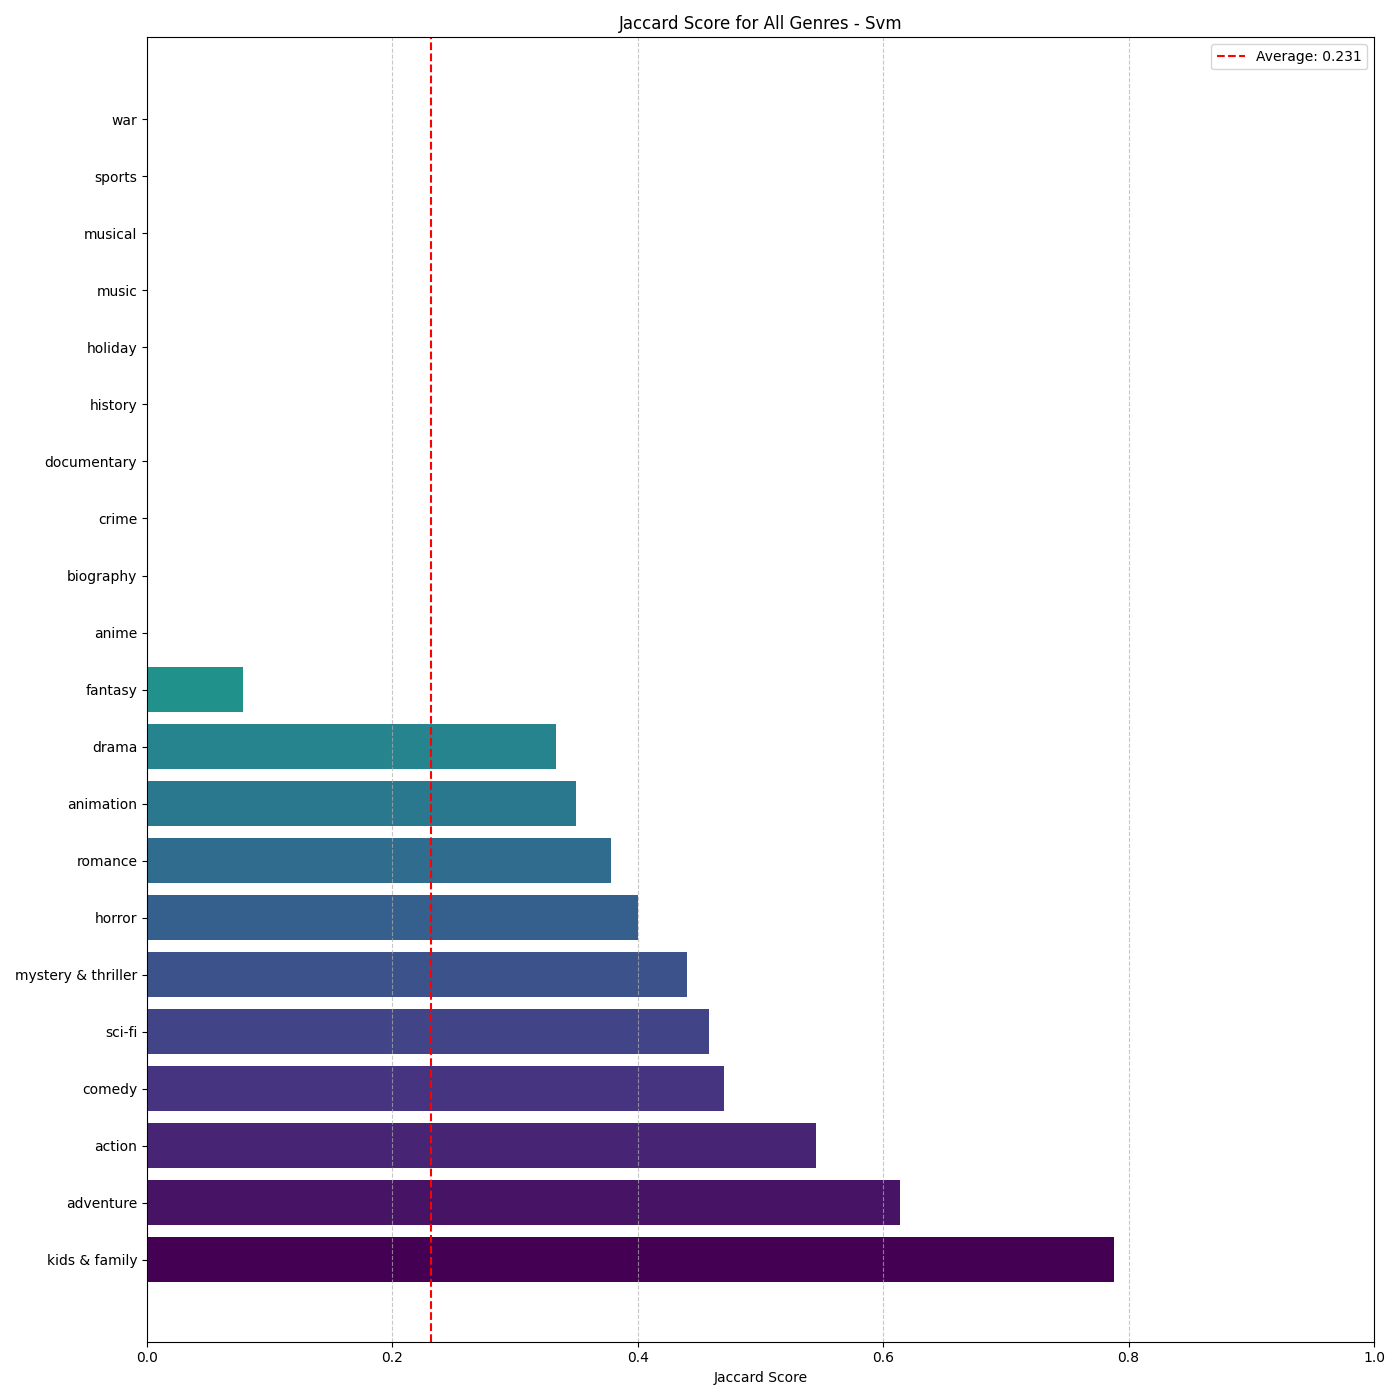 Jaccard Score for All Genres - Svm
Average: 0.231
war
sports
musical
music
holiday
history
documentary
crime
biography
anime
fantasy
drama
animation
romance
horror
mystery & thriller
sci-fi
comedy
action
adventure
kids & family
0.0 0.2 0.4 0.6 0.8 1.0
Jaccard Score